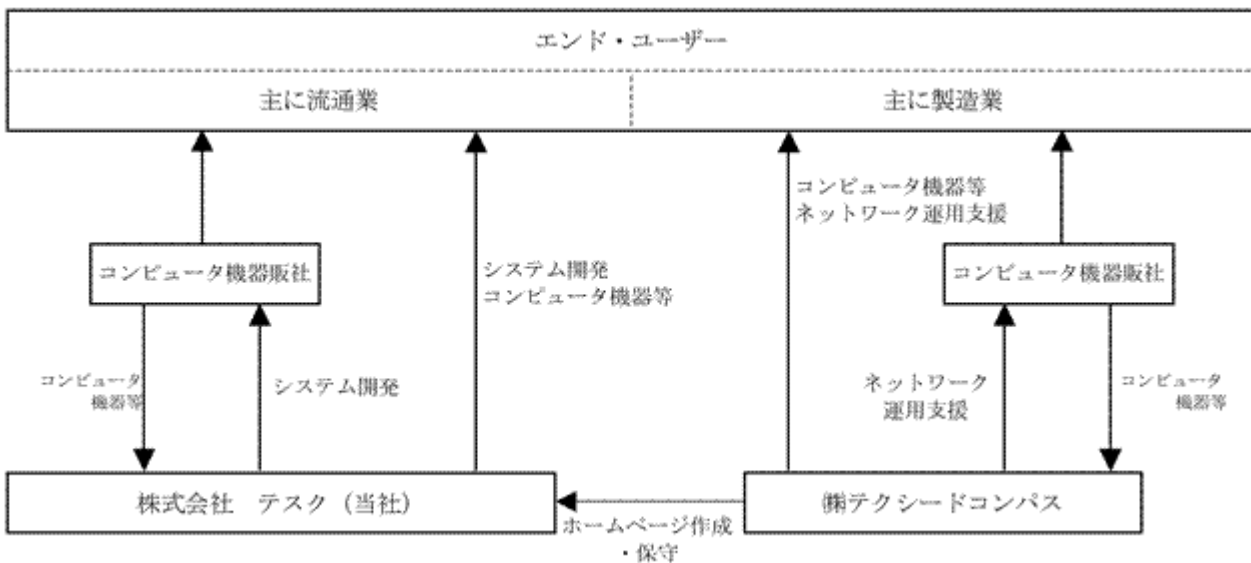 エンド・ユーザー
主に流通業
主に製造業
コンピュータ機器等
ネットワーク運用支援
コンピュータ機器販社
コンピュータ機器販社
システム開発
コンピュータ機器等
コンピュータ
機器等
システム開発
ネットワーク
運用支援
コンピュータ
機器等
株式会社 テスク（当社）
㈱テクシードコンパス
ホームページ作成
・保守